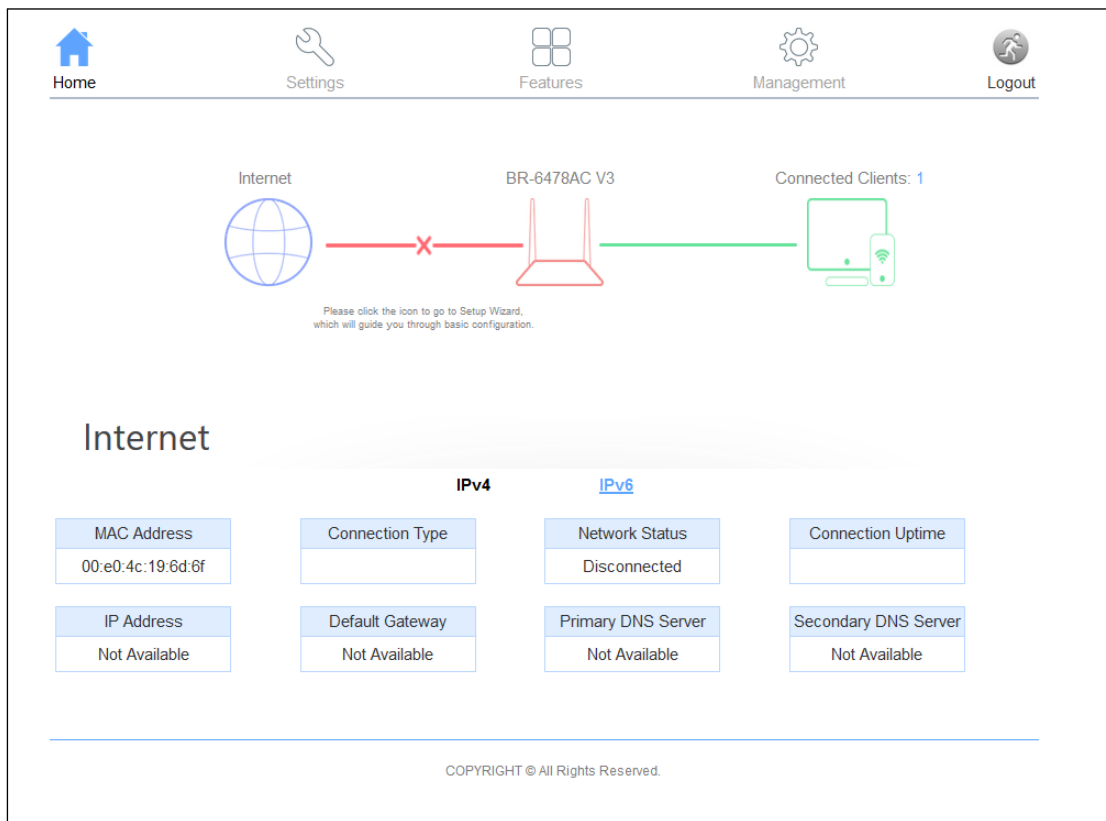 Home
Settings
Features
Management
Logout
Internet
BR-6478AC V3
Connected Clients: 1
Please click the icon to go to Setup Wizard,
which will guide you through basic configuration.
Internet
IPv4
IPv6
MAC Address
Connection Type
Network Status
Connection Uptime
00:e0:4c:19:6d:6f
Disconnected
IP Address
Default Gateway
Primary DNS Server
Secondary DNS Server
Not Available
Not Available
Not Available
Not Available
COPYRIGHT © All Rights Reserved.